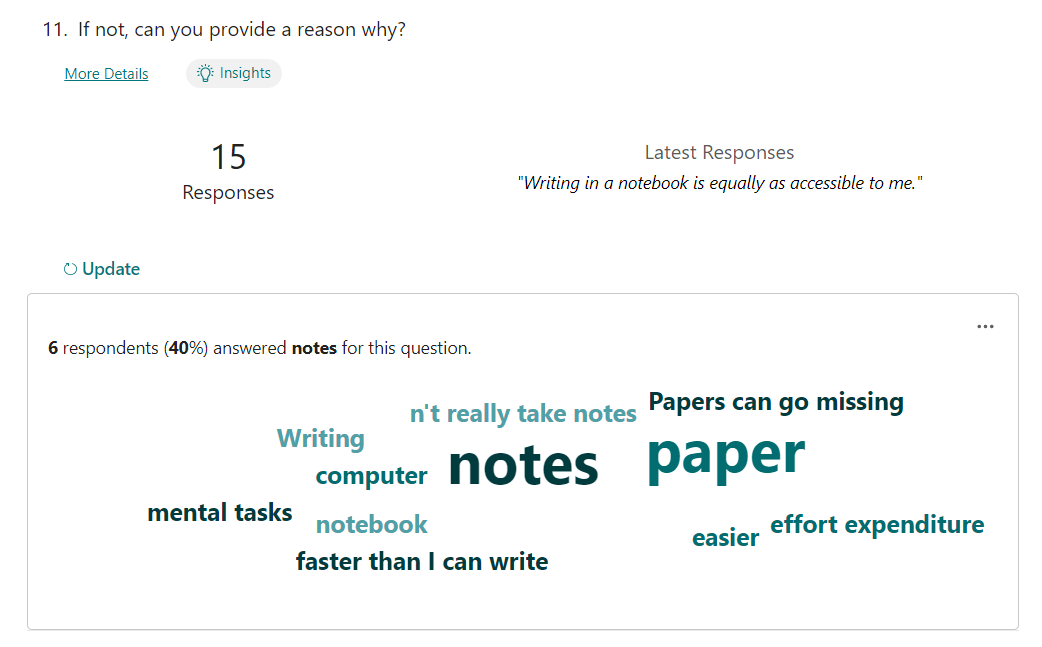 11. If not, can you provide a reason why?
More Details
Insights
15
Responses
Latest Responses
"Writing in a notebook is equally as accessible to me."
Update
6 respondents (40%) answered notes for this question.
Papers can go missing
n't really take notes
Writing
paper
notes
computer
mental tasks
notebook
effort expenditure
easier
faster than I can write